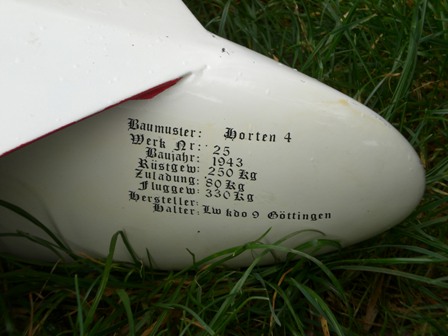 Baumuster: Horten 4
Werk Nr: 25
Baujahr: 1943
Rüstgew: 250 Kg
Zuladung: 80 Kg
Fluggew: 330 Kg
Hersteller:
Halter: Lw kdo 9 Göttingen